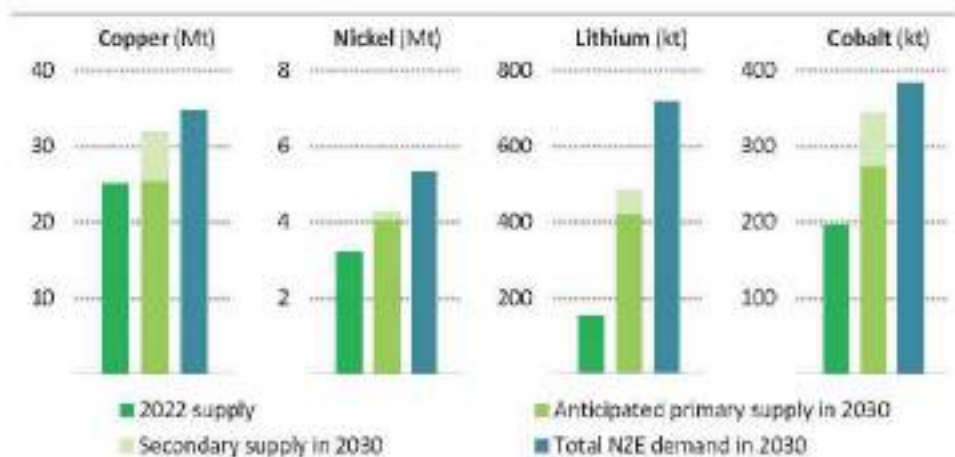 Copper (Mt) Nickel (Mt) Lithium (kt) Cobalt (kt)
40 8 800 400
30 6 600 300
20 4 400 200
10 2 200 100
2022 supply Anticipated primary supply in 2030
Secondary supply in 2030 Total NZE demand in 2030